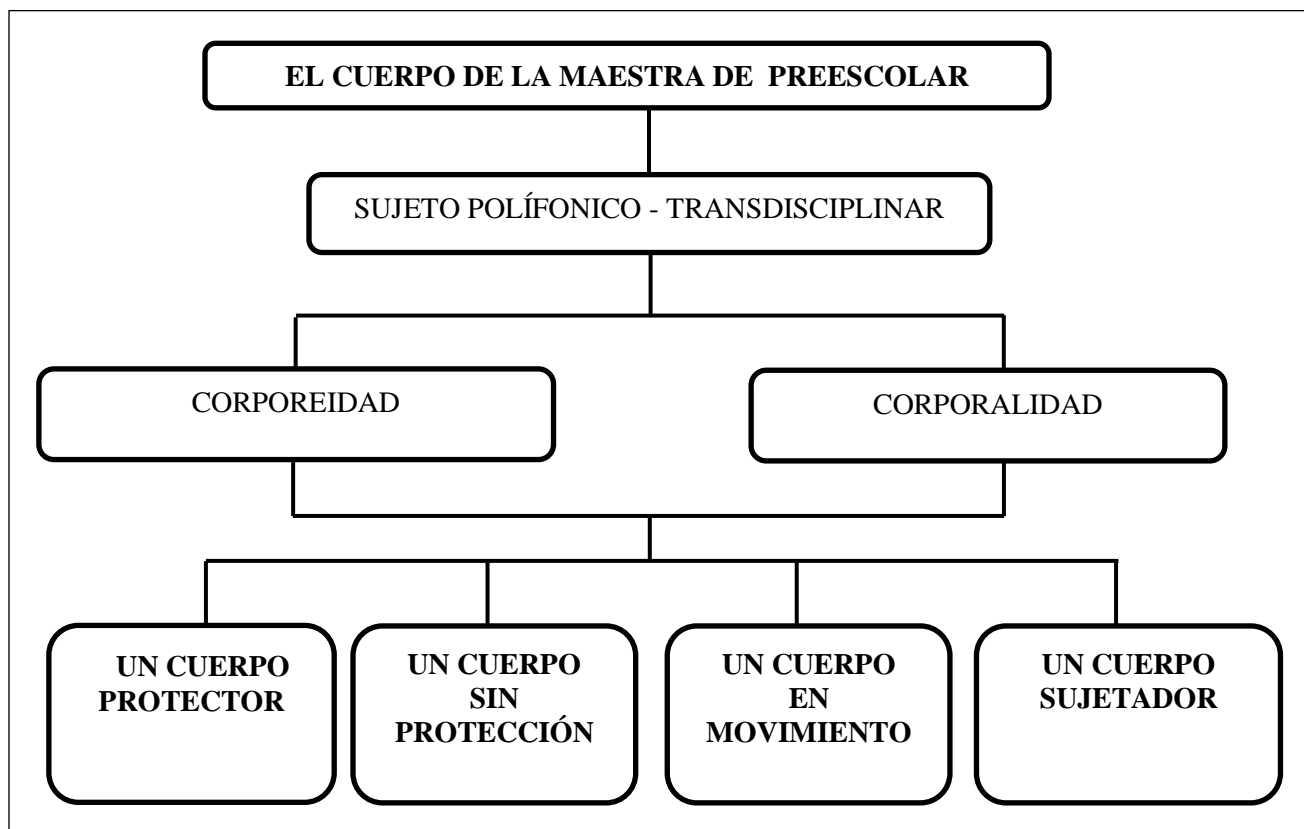 EL CUERPO DE LA MAESTRA DE PREESCOLAR
SUJETO POLÍFONICO - TRANSDISCIPLINAR
CORPOREIDAD
CORPORALIDAD
UN CUERPO
PROTECTOR
UN CUERPO
SIN
PROTECCIÓN
UN CUERPO
EN
MOVIMIENTO
UN CUERPO
SUJETADOR